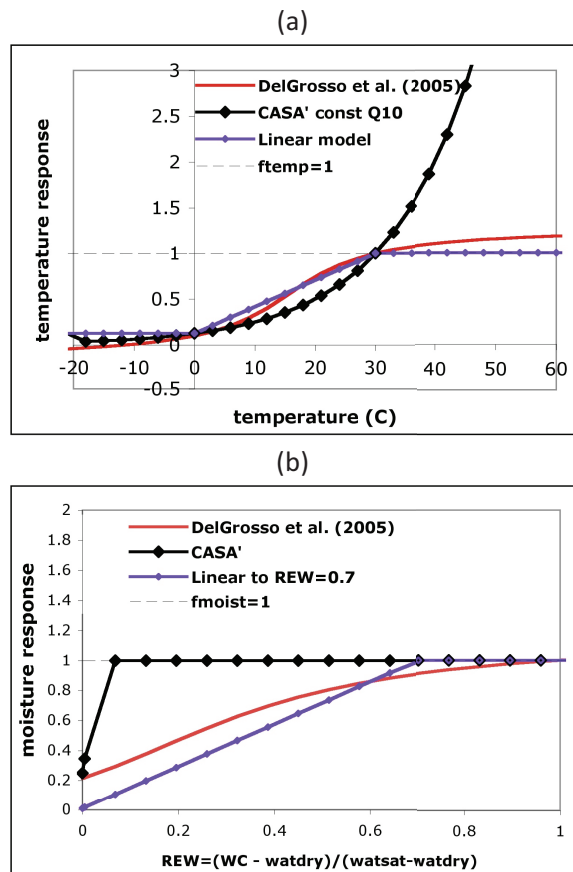 (a)
3
2.5
2
1.5
1
0.5
0
-0.5
-20
-10
0
10
20
30
40
50
60
temperature response
temperature (C)
DelGrosso et al. (2005)
CASA' const Q10
Linear model
ftemp=1
(b)
2
1.8
1.6
1.4
1.2
1
0.8
0.6
0.4
0.2
0
0
0.2
0.4
0.6
0.8
1
moisture response
REW=(WC - watdry)/(watsat-watdry)
DelGrosso et al. (2005)
CASA'
Linear to REW=0.7
fmoist=1